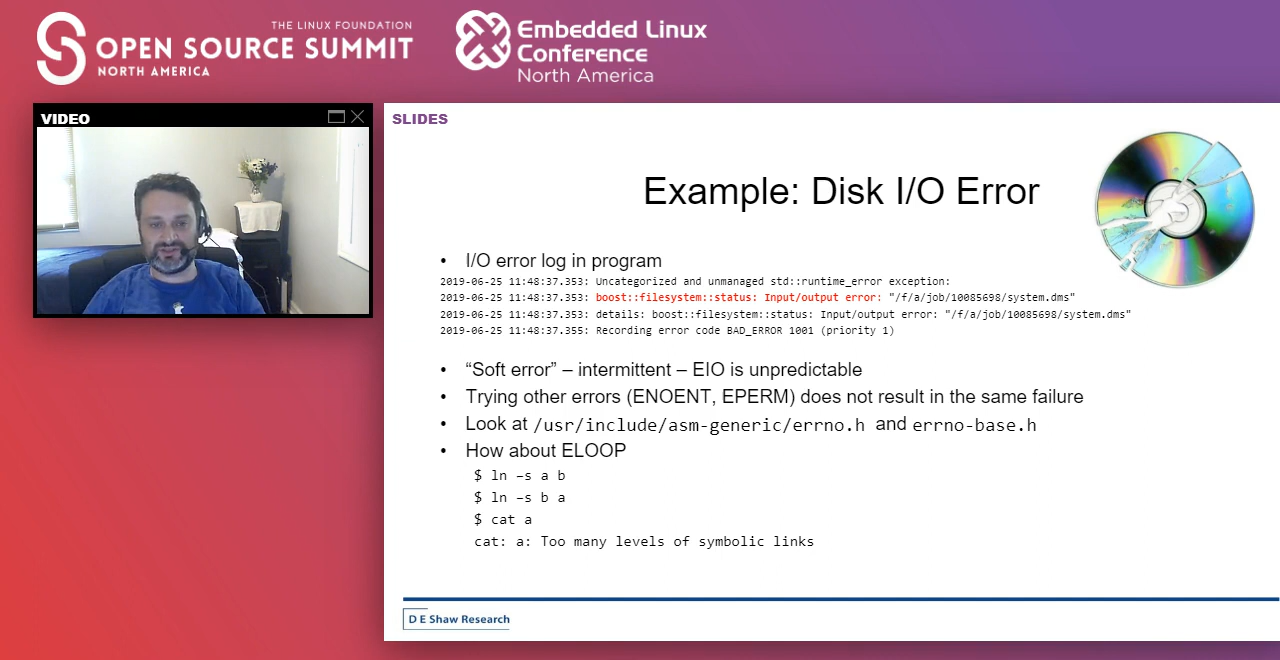 THE LINUX FOUNDATION
OPEN SOURCE SUMMIT
NORTH AMERICA
Embedded Linux
Conference
North America
VIDEO
SLIDES
Example: Disk I/O Error
• I/O error log in program
2019-06-25 11:48:37.353: Uncategorized and unmanaged std::runtime_error exception:
2019-06-25 11:48:37.353: boost::filesystem::status: Input/output error: "/f/a/job/10085698/system.dms"
2019-06-25 11:48:37.353: details: boost::filesystem::status: Input/output error: "/f/a/job/10085698/system.dms"
2019-06-25 11:48:37.355: Recording error code BAD_ERROR 1001 (priority 1)
• “Soft error” – intermittent – EIO is unpredictable
• Trying other errors (ENOENT, EPERM) does not result in the same failure
• Look at /usr/include/asm-generic/errno.h and errno-base.h
• How about ELOOP
$ ln –s a b
$ ln –s b a
$ cat a
cat: a: Too many levels of symbolic links
D E Shaw Research